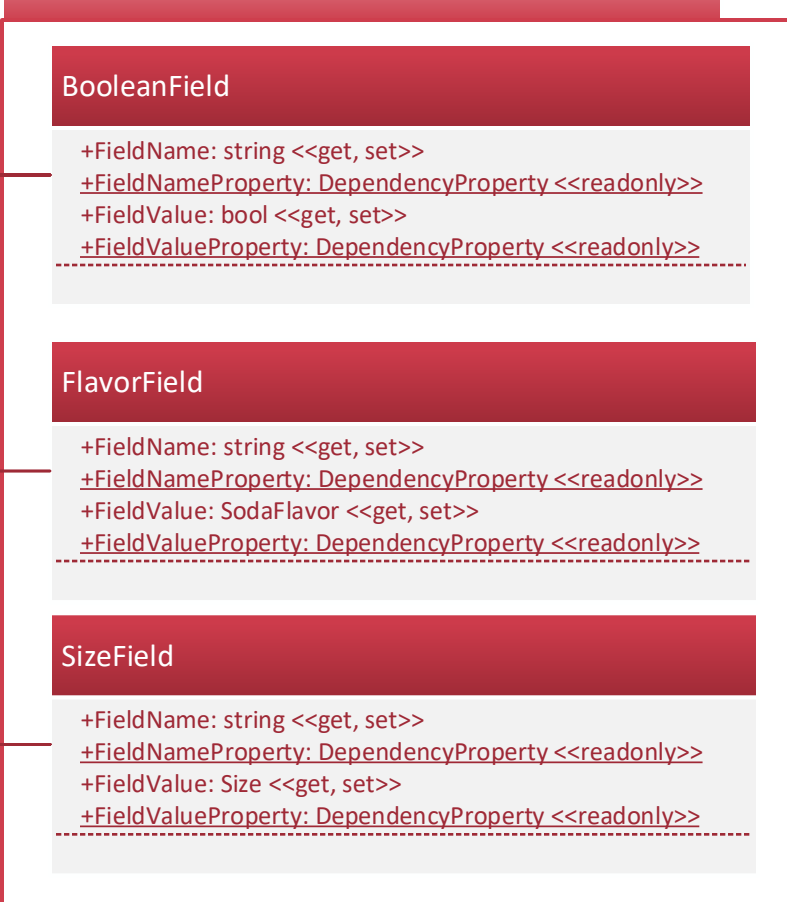 BooleanField
+FieldName: string <<get, set>>
+FieldNameProperty: DependencyProperty <<readonly>>
+FieldValue: bool <<get, set>>
+FieldValueProperty: DependencyProperty <<readonly>>
FlavorField
+FieldName: string <<get, set>>
+FieldNameProperty: DependencyProperty <<readonly>>
+FieldValue: SodaFlavor <<get, set>>
+FieldValueProperty: DependencyProperty <<readonly>>
SizeField
+FieldName: string <<get, set>>
+FieldNameProperty: DependencyProperty <<readonly>>
+FieldValue: Size <<get, set>>
+FieldValueProperty: DependencyProperty <<readonly>>